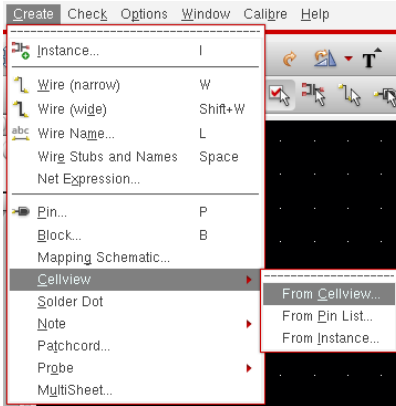 Create Check Options Window Calibre Help
Instance... I
Wire (narrow) W
Wire (wide) Shift+W
abc Wire Name... L
Wire Stubs and Names Space
Net Expression...
Pin... P
Block... B
Mapping Schematic...
Cellview
Solder Dot
Note
Patchcord...
Probe
MultiSheet...
From Cellview...
From Pin List...
From Instance...
T